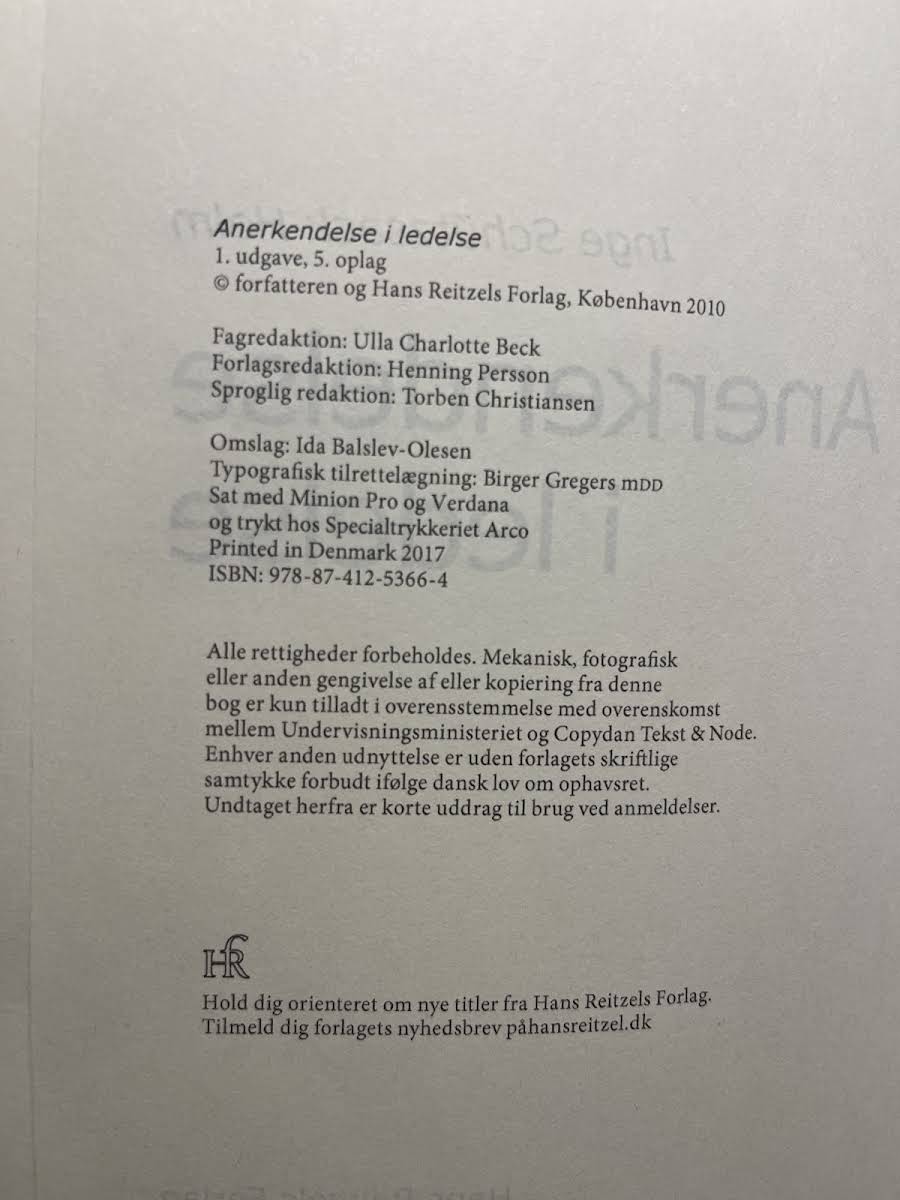 Anerkendelse i ledelse
1. udgave, 5. oplag
© forfatteren og Hans Reitzels Forlag, København 2010
Fagredaktion: Ulla Charlotte Beck
Forlagsredaktion: Henning Persson
Sproglig redaktion: Torben Christiansen
Omslag: Ida Balslev-Olesen
Typografisk tilrettelægning: Birger Gregers MDD
Sat med Minion Pro og Verdana
og trykt hos Specialtrykkeriet Arco
Printed in Denmark 2017
ISBN: 978-87-412-5366-4
Alle rettigheder forbeholdes. Mekanisk, fotografisk
eller anden gengivelse af eller kopiering fra denne
bog er kun tilladt i overensstemmelse med overenskomst
mellem Undervisningsministeriet og Copydan Tekst & Node.
Enhver anden udnyttelse er uden forlagets skriftlige
samtykke forbudt ifølge dansk lov om ophavsret.
Undtaget herfra er korte uddrag til brug ved anmeldelser.
HR
Hold dig orienteret om nye titler fra Hans Reitzels Forlag.
Tilmeld dig forlagets nyhedsbrev påhansreitzel.dk